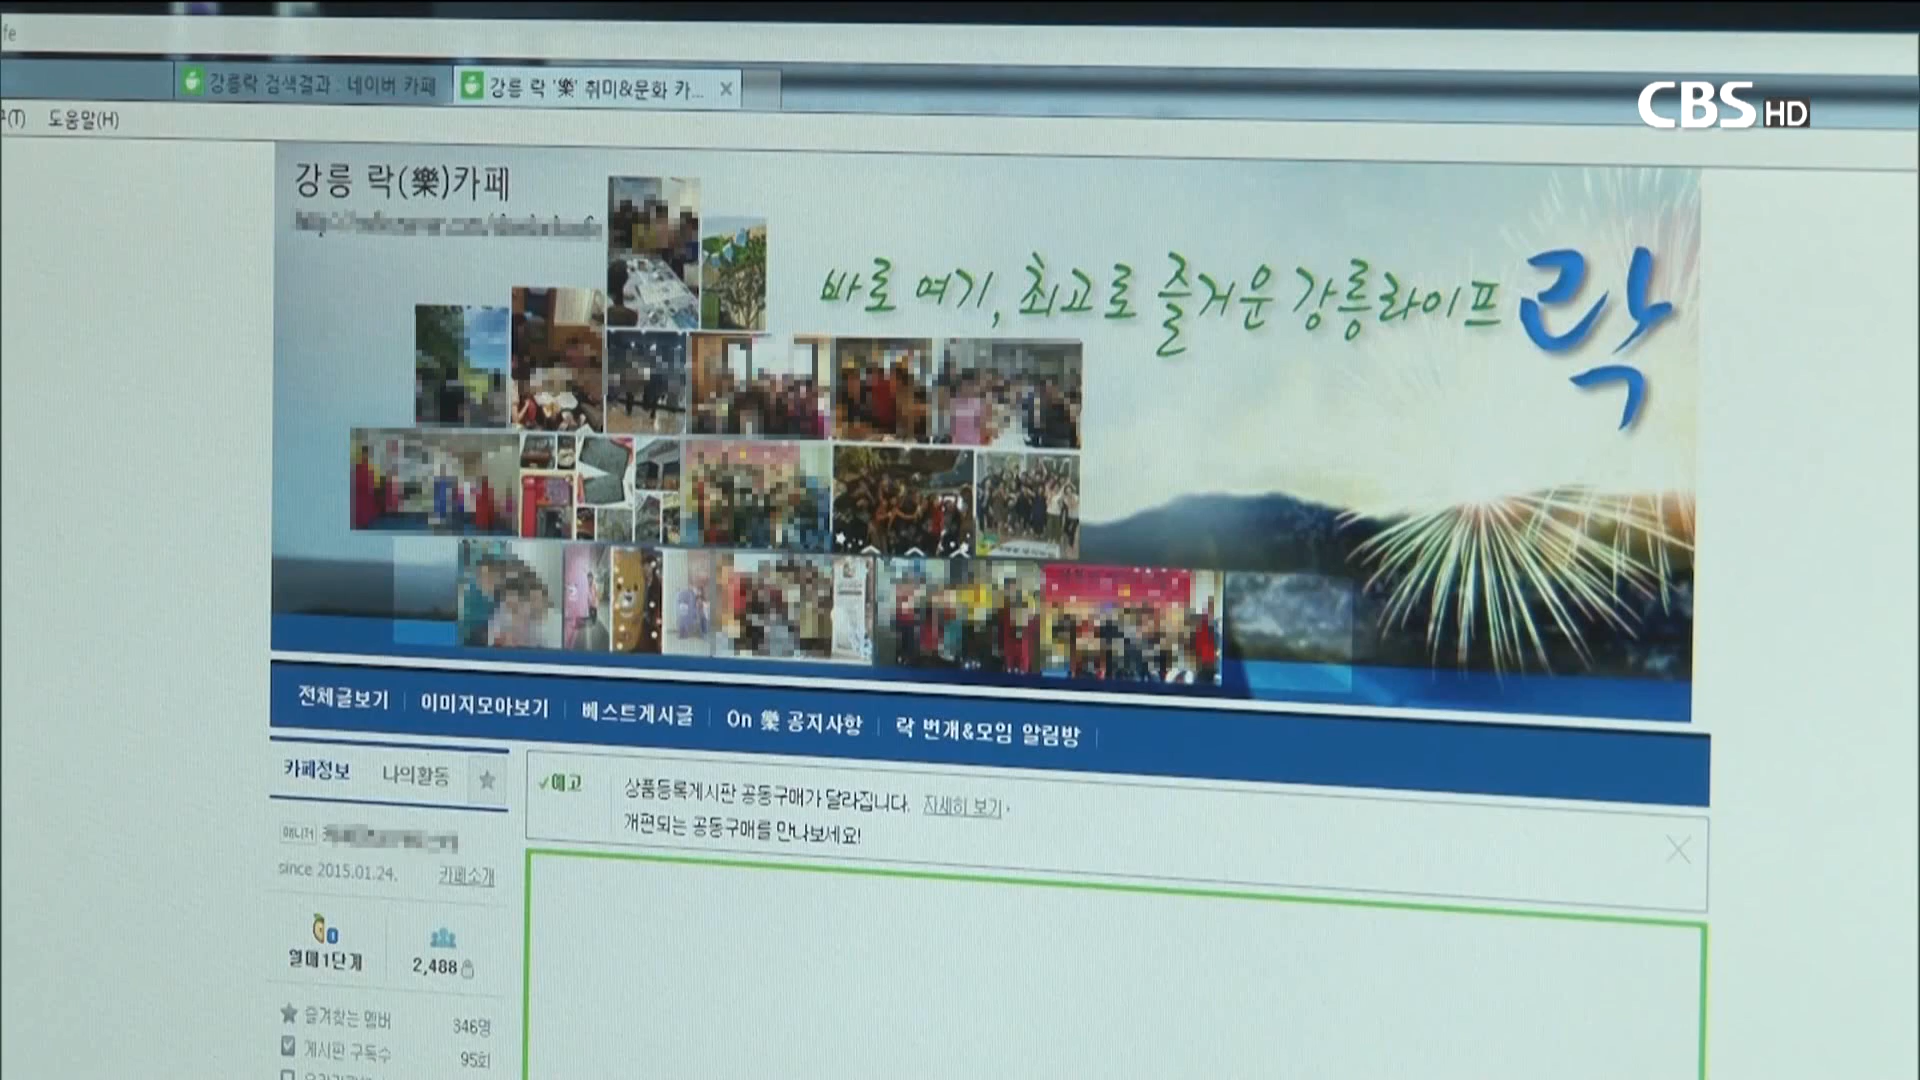 fe
강릉락 검색결과 : 네이버 카페
강릉 락 '樂' 취미&문화 카...
CBS HD
(T) 도움말(H)
강릉 락(樂)카페
바로 여기, 최고로 즐거운 강릉라이프 락
전체글보기 이미지모아보기 베스트게시글 On 樂 공지사항 락 번개&모임 알림방
카페정보 나의활동
예고 상품등록게시판 공동구매가 달라집니다. 자세히 보기
개편되는 공동구매를 만나보세요!
매니저
since 2015.01.24. 카페소개
열매1단계 2,488
즐겨찾는 멤버 346명
게시판 구독수 95회